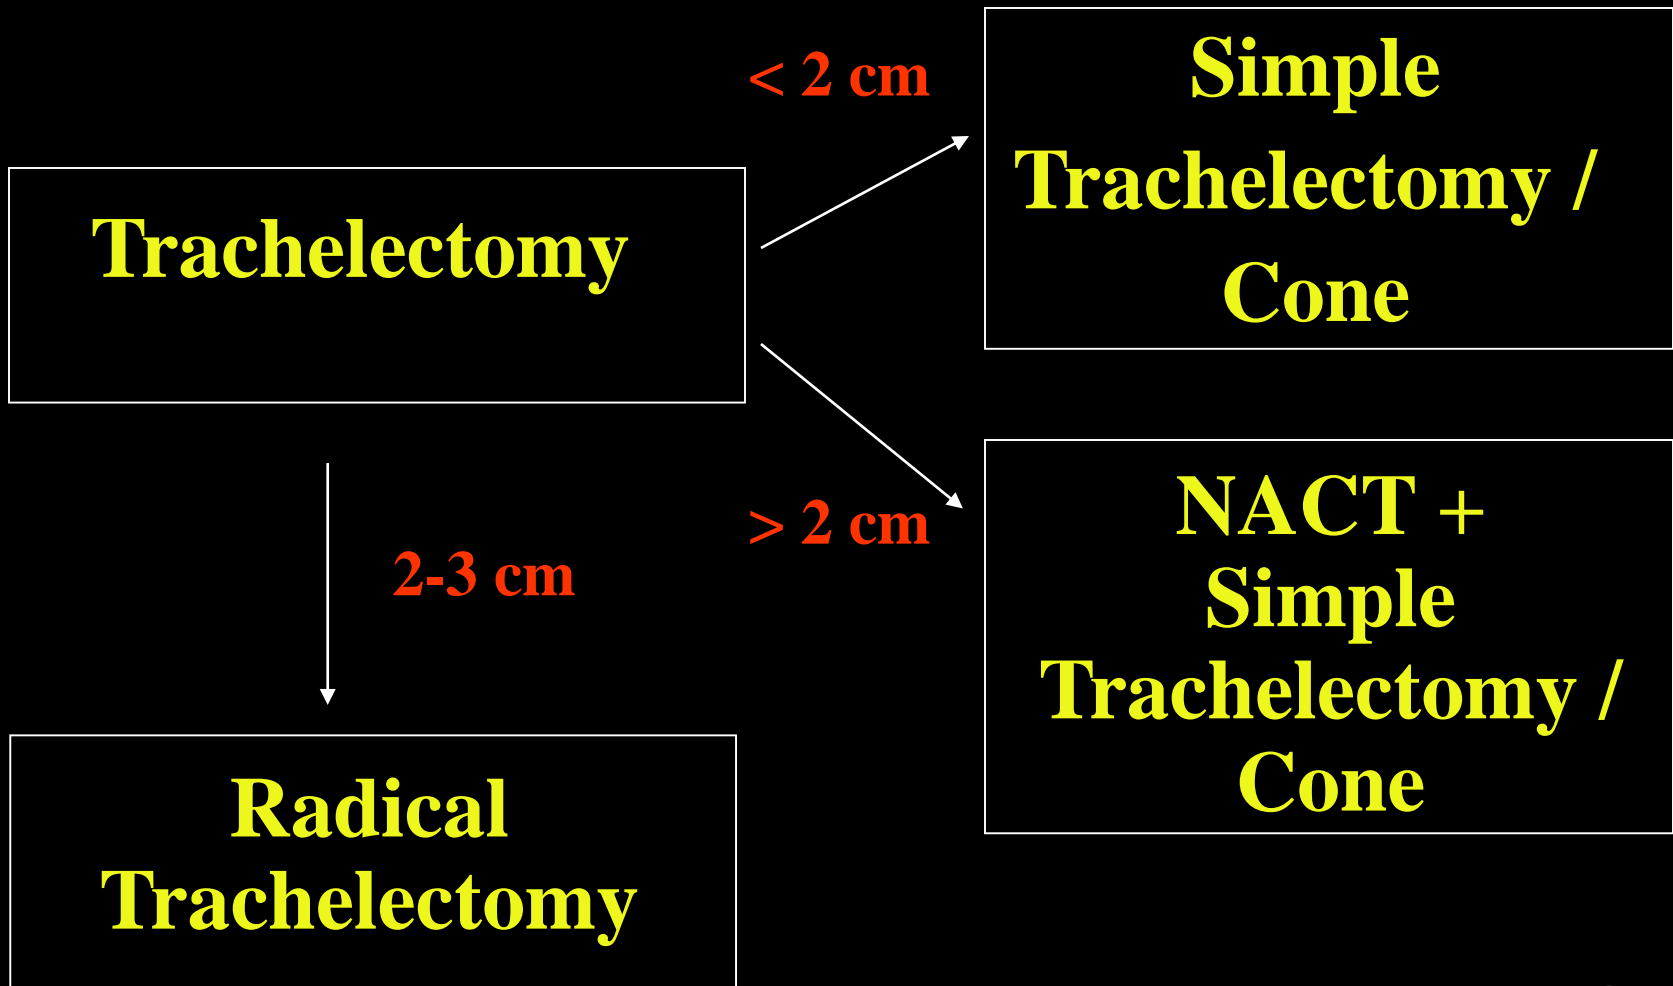 Trachelectomy
< 2 cm
Simple
Trachelectomy /
Cone
> 2 cm
NACT +
Simple
Trachelectomy /
Cone
2-3 cm
Radical
Trachelectomy